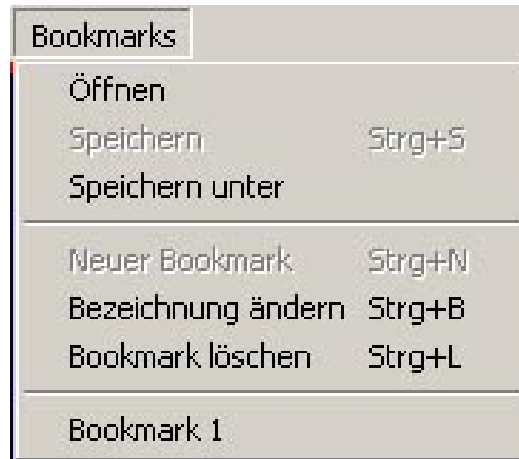 Bookmarks
Öffnen
Speichern Strg+S
Speichern unter
Neuer Bookmark Strg+N
Bezeichnung ändern Strg+B
Bookmark löschen Strg+L
Bookmark 1